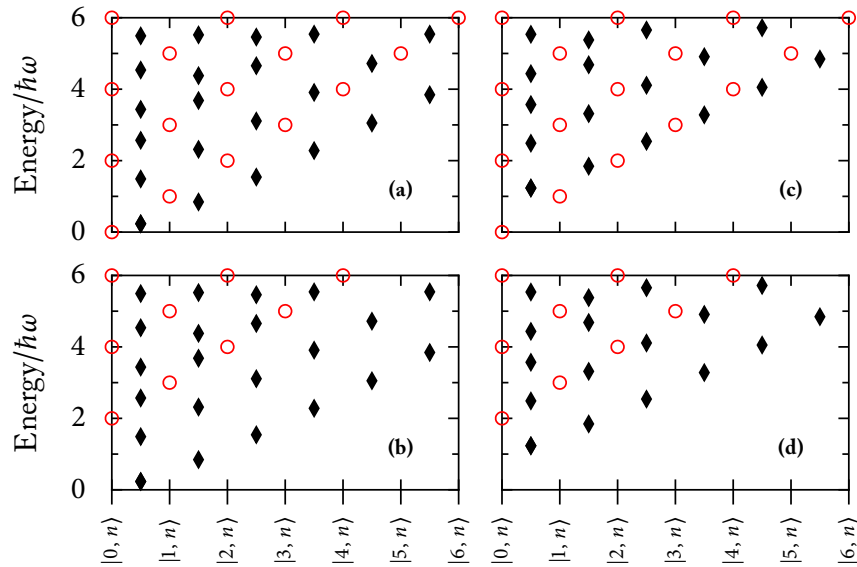 6
4
2
0
Energy/ħω
(a)
(c)
6
4
2
0
Energy/ħω
(b)
(d)
|0, n⟩
|1, n⟩
|2, n⟩
|3, n⟩
|4, n⟩
|5, n⟩
|6, n⟩
|0, n⟩
|1, n⟩
|2, n⟩
|3, n⟩
|4, n⟩
|5, n⟩
|6, n⟩